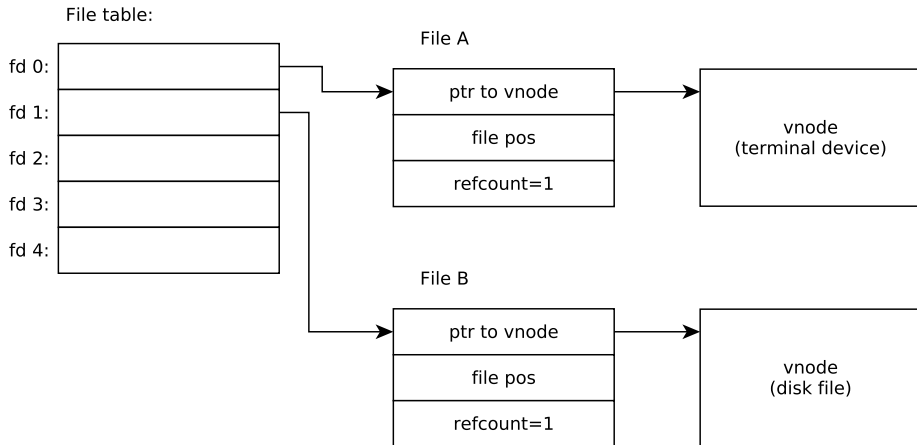 File table:
fd 0:
fd 1:
fd 2:
fd 3:
fd 4:
File A
ptr to vnode
file pos
refcount=1
vnode
(terminal device)
File B
ptr to vnode
file pos
refcount=1
vnode
(disk file)